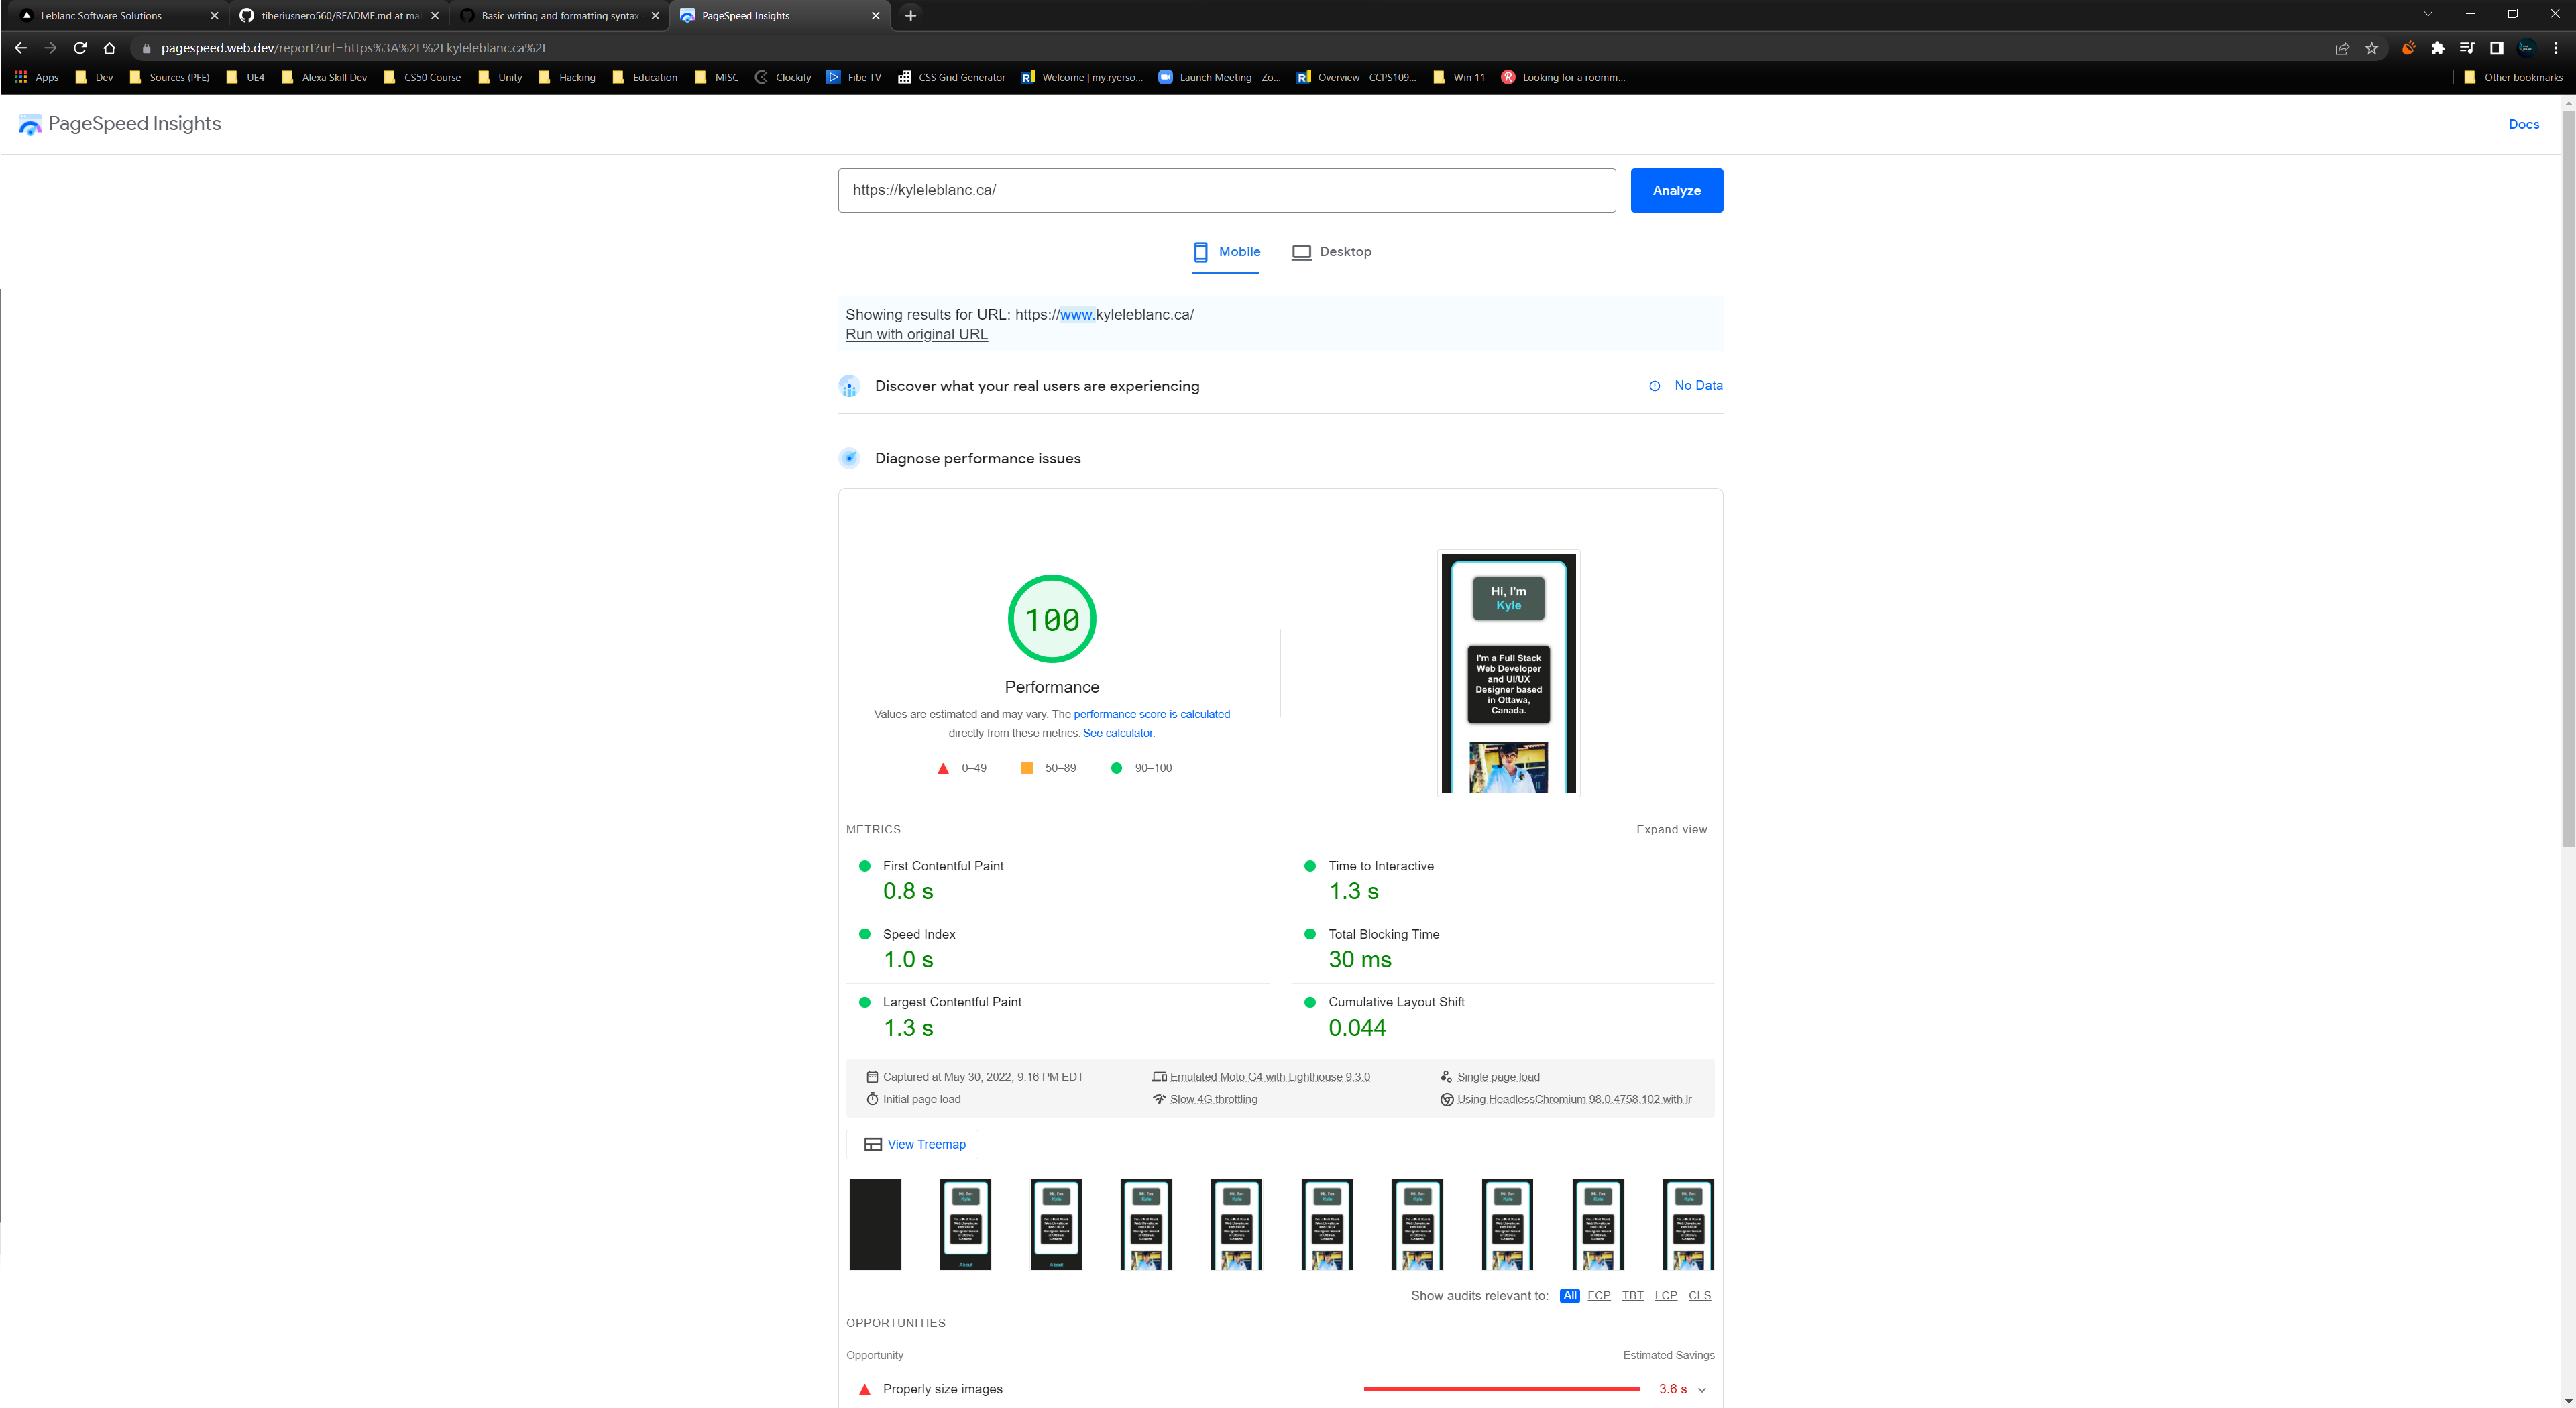 Leblanc Software Solutions
tiberiusnero560/README.md at mai
Basic writing and formatting syntax
PageSpeed Insights
pagespeed.web.dev/report?url=https%3A%2F%2Fkyleleblanc.ca%2F
Apps
Dev
Sources (PFE)
UE4
Alexa Skill Dev
CS50 Course
Unity
Hacking
Education
MISC
Clockify
Fibe TV
CSS Grid Generator
Welcome | my.ryerso...
Launch Meeting - Zo...
Overview - CCPS109...
Win 11
Looking for a roomm...
Other bookmarks
PageSpeed Insights
Docs
https://kyleleblanc.ca/
Analyze
Mobile
Desktop
Showing results for URL: https://www.kyleleblanc.ca/
Run with original URL
Discover what your real users are experiencing
No Data
Diagnose performance issues
100
Performance
Values are estimated and may vary. The performance score is calculated
directly from these metrics. See calculator.
0–49
50–89
90–100
Hi, I'm
Kyle
I'm a Full Stack
Web Developer
and UI/UX
Designer based
in Ottawa,
Canada.
METRICS
Expand view
First Contentful Paint
0.8 s
Time to Interactive
1.3 s
Speed Index
1.0 s
Total Blocking Time
30 ms
Largest Contentful Paint
1.3 s
Cumulative Layout Shift
0.044
Captured at May 30, 2022, 9:16 PM EDT
Emulated Moto G4 with Lighthouse 9.3.0
Single page load
Initial page load
Slow 4G throttling
Using HeadlessChromium 98.0.4758.102 with lr
View Treemap
Show audits relevant to: All FCP TBT LCP CLS
OPPORTUNITIES
Opportunity
Estimated Savings
Properly size images
3.6 s